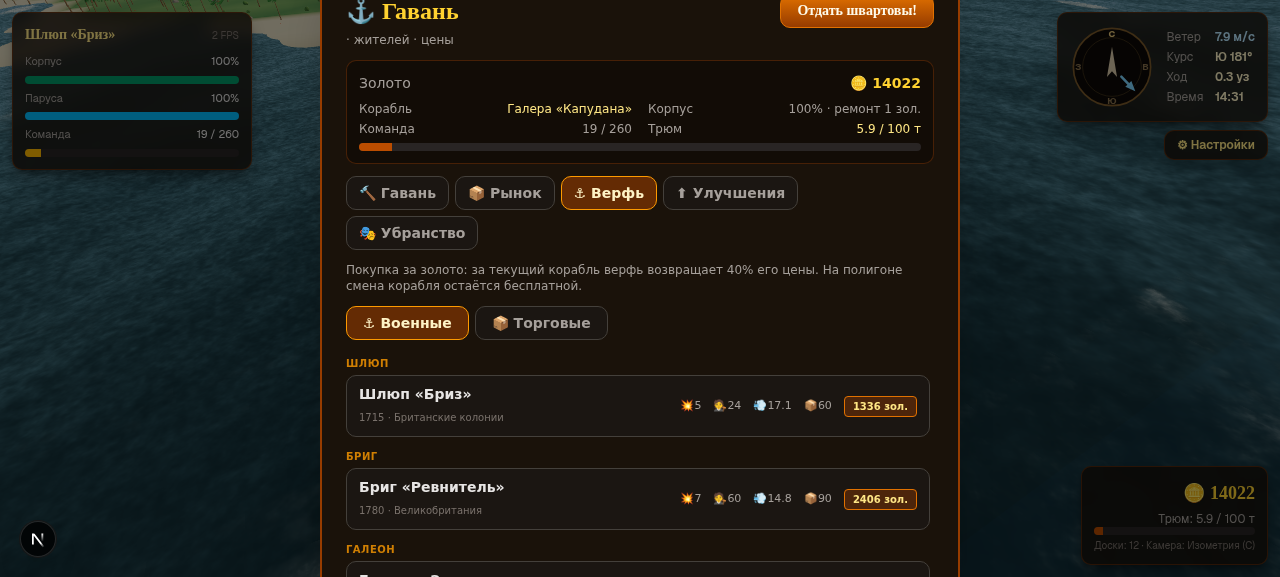 Шлюп «Бриз» 2 FPS
Корпус 100%
Паруса 100%
Команда 19 / 260
⚓ Гавань
Отдать швартовы!
· жителей · цены
Золото 14022
Корабль Галера «Капудана» Корпус 100% · ремонт 1 зол.
Команда 19 / 260 Трюм 5.9 / 100 т
Гавань Рынок Верфь Улучшения
Убранство
Покупка за золото: за текущий корабль верфь возвращает 40% его цены. На полигоне
смена корабля остаётся бесплатной.
Военные Торговые
ШЛЮП
Шлюп «Бриз»
1715 · Британские колонии
5 24 17.1 60 1336 зол.
БРИГ
Бриг «Ревнитель»
1780 · Великобритания
7 60 14.8 90 2406 зол.
ГАЛЕОН
С
З В
Ю
Ветер 7.9 м/с
Курс Ю 181°
Ход 0.3 уз
Время 14:31
⚙ Настройки
14022
Трюм: 5.9 / 100 т
Доски: 12 · Камера: Изометрия (C)
N